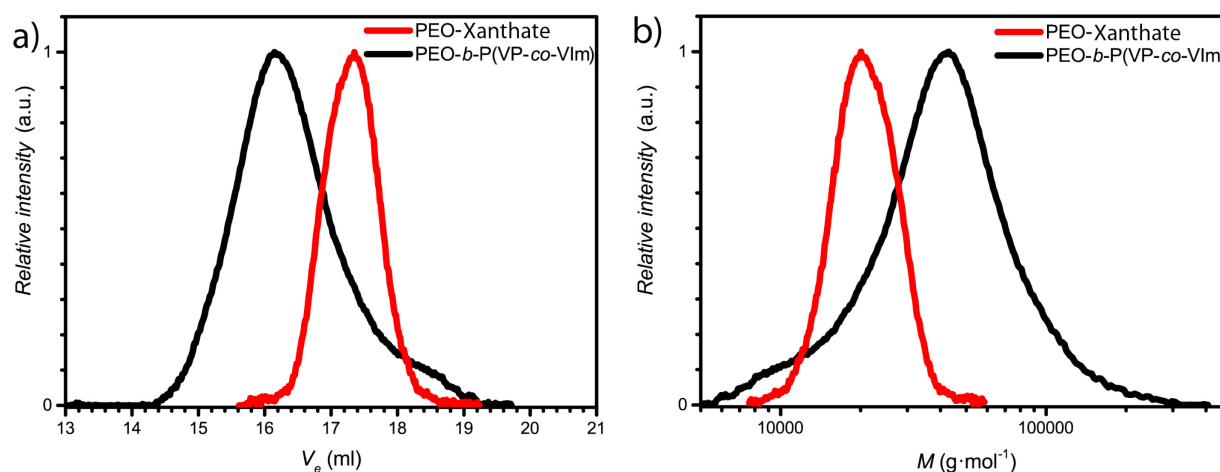 a)
PEO-Xanthate
PEO-b-P(VP-co-VIm)
Relative intensity (a.u.)
1
0
13 14 15 16 17 18 19 20 21
Ve (ml)
b)
PEO-Xanthate
PEO-b-P(VP-co-VIm
Relative intensity (a.u.)
1
0
10000 100000
M (g·mol⁻¹)